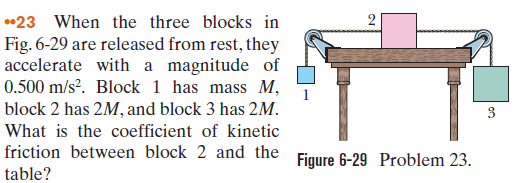 ••23 When the three blocks in
Fig. 6-29 are released from rest, they
accelerate with a magnitude of
0.500 m/s². Block 1 has mass M,
block 2 has 2M, and block 3 has 2M.
What is the coefficient of kinetic
friction between block 2 and the
table?
2
1
3
Figure 6-29 Problem 23.